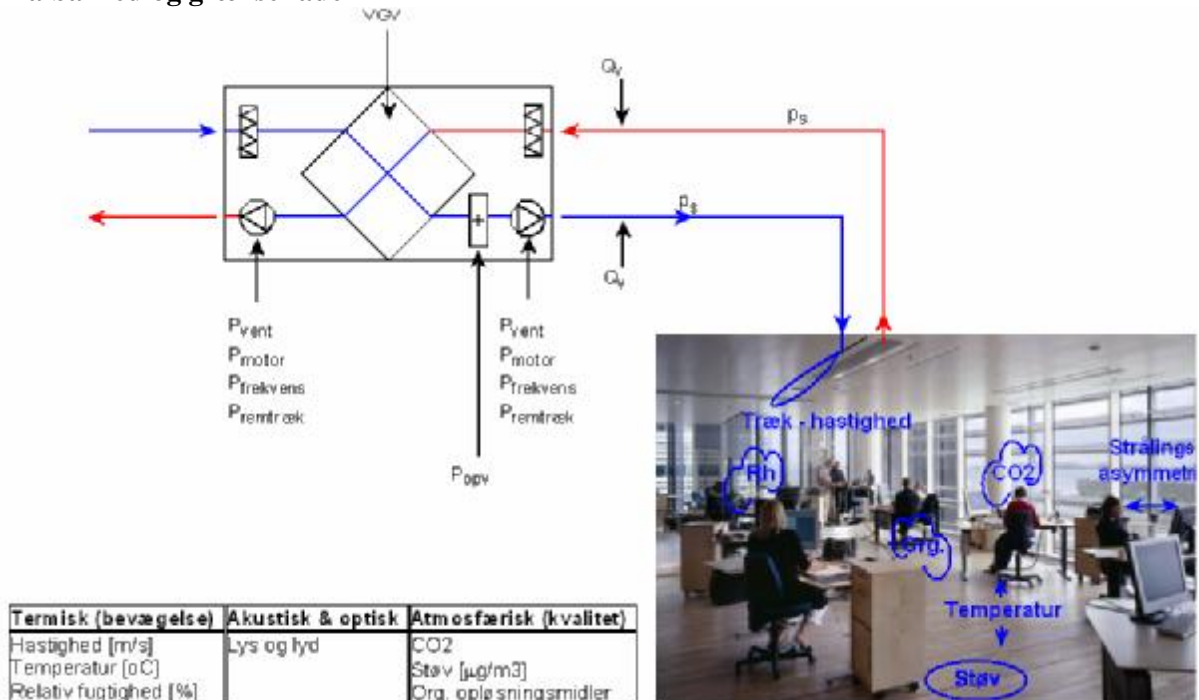 VGV
Qv
ps
ps
Qv
Pvent
Pmotor
Pfrekvens
Premtræk
Pvent
Pmotor
Pfrekvens
Premtræk
Popv
Træk - hastighed
Rh
CO2
Strålings
asymmetri
Org.
Temperatur
Støv
Termisk (bevægelse) Akustisk & optisk Atmosfærisk (kvalitet)
Hastighed [m/s] Lys og lyd CO2
Temperatur [oC] Støv [µg/m3]
Relativ fugtighed [%] Org. opløsningsmidler